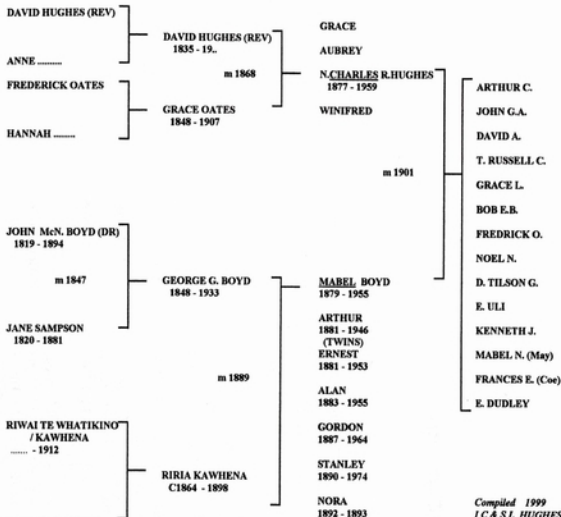 DAVID HUGHES (REV)
ANNE ..........
FREDERICK OATES
HANNAH .........
JOHN McN. BOYD (DR)
1819 - 1894
m 1847
JANE SAMPSON
1820 - 1881
RIWAI TE WHATIKINO
/ KAWHENA
....... - 1912
DAVID HUGHES (REV)
1835 - 19..
m 1868
GRACE OATES
1848 - 1907
GEORGE G. BOYD
1848 - 1933
m 1889
RIRIA KAWHENA
C1864 - 1898
GRACE
AUBREY
N.CHARLES R.HUGHES
1877 - 1959
WINIFRED
m 1901
MABEL BOYD
1879 - 1955
ARTHUR
1881 - 1946
(TWINS)
ERNEST
1881 - 1953
ALAN
1883 - 1955
GORDON
1887 - 1964
STANLEY
1890 - 1974
NORA
1892 - 1893
ARTHUR C.
JOHN G.A.
DAVID A.
T. RUSSELL C.
GRACE L.
BOB E.B.
FREDRICK O.
NOEL N.
D. TILSON G.
E. ULI
KENNETH J.
MABEL N. (May)
FRANCES E. (Coe)
E. DUDLEY
Compiled 1999
J.C & S.L. HUGHES